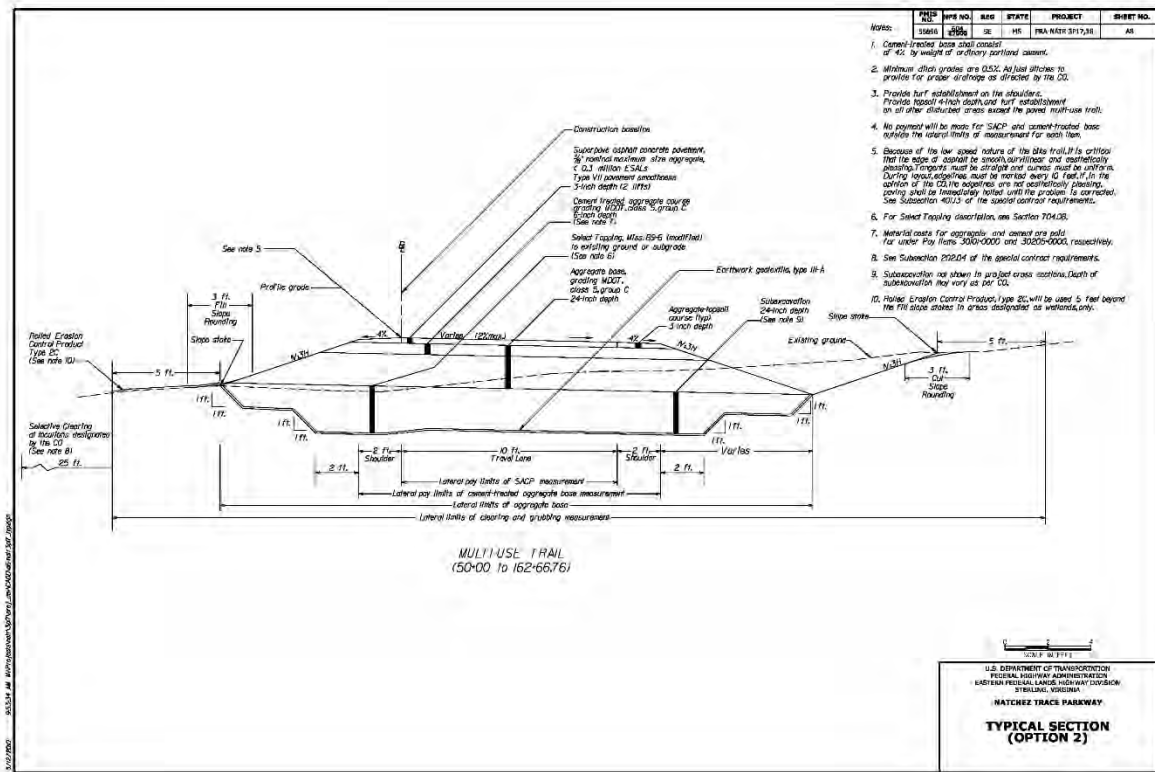 PMIS NO.
NPS NO.
REG
STATE
PROJECT
SHEET NO.
SE
MS
A8
Notes:
1. Cement-treated base shall consist
of 4% by weight of ordinary portland cement.
2. Minimum ditch grades are 0.5%. Adjust ditches to
provide for proper drainage as directed by the CO.
3. Provide turf establishment on the shoulders.
Provide topsoil 4-inch depth, and turf establishment
on all other disturbed areas except the paved multi-use trail.
4. No payment will be made for SACP and cement-treated base
outside the lateral limits of measurement for each item.
5. Because of the low speed nature of the bike trail, it is critical
that the edge of asphalt be smooth, curvilinear and aesthetically
pleasing. Tangents must be straight and curves must be uniform.
During layout, edgelines must be marked every 10 feet. If, in the
opinion of the CO, the edgelines are not aesthetically pleasing,
paving shall be immediately halted until the problem is corrected.
See Subsection 401.13 of the special contract requirements.
6. For Select Topping description, see Section 704.08.
7. Material costs for aggregate and cement are paid
for under Pay Items 30101-0000 and 30205-0000, respectively.
8. See Subsection 202.04 of the special contract requirements.
9. Subexcavation not shown in project cross sections. Depth of
subexcavation may vary as per CO.
10. Rolled Erosion Control Product, Type 2C, will be used 5 feet beyond
the fill slope stakes in areas designated as wetlands, only.
Construction baseline
Superpave asphalt concrete pavement,
⅜" nominal maximum size aggregate,
< 0.3 million ESALs
Type VII pavement smoothness
3-inch depth (2 lifts)
Cement treated aggregate course
grading MDOT, class 5, group C
6-inch depth
(See note 1)
Select Topping, Miss. BS-6 (modified)
to existing ground or subgrade
(See note 6)
Aggregate base,
grading MDOT,
class 5, group C
24-inch depth
Earthwork geotextile, type III-A
Aggregate-topsoil
course (typ)
3 inch depth
Subexcavation
24-inch depth
(See note 9)
See note 5
Profile grade
3 ft.
Fill
Slope
Rounding
Slope stake
Rolled Erosion
Control Product
Type 2C
(See note 10)
5 ft.
4%
Varies (2% max.)
4%
Slope stake
Existing ground
5 ft.
3 ft.
Cut
Slope
Rounding
1 ft.
1 ft.
1 ft.
1 ft.
1 ft.
1 ft.
1 ft.
1 ft.
Selective Clearing
at locations designated
by the CO
(See note 8)
25 ft.
2 ft.
2 ft.
Shoulder
10 ft.
Travel Lane
2 ft.
Shoulder
2 ft.
Varies
Lateral pay limits of SACP measurement
Lateral pay limits of cement-treated aggregate base measurement
Lateral limits of aggregate base
Lateral limits of clearing and grubbing measurement
MULTI-USE TRAIL
(50+00 to 162+66.76)
SCALE IN FEET
U.S. DEPARTMENT OF TRANSPORTATION
FEDERAL HIGHWAY ADMINISTRATION
EASTERN FEDERAL LANDS HIGHWAY DIVISION
STERLING, VIRGINIA
NATCHEZ TRACE PARKWAY
TYPICAL SECTION
(OPTION 2)